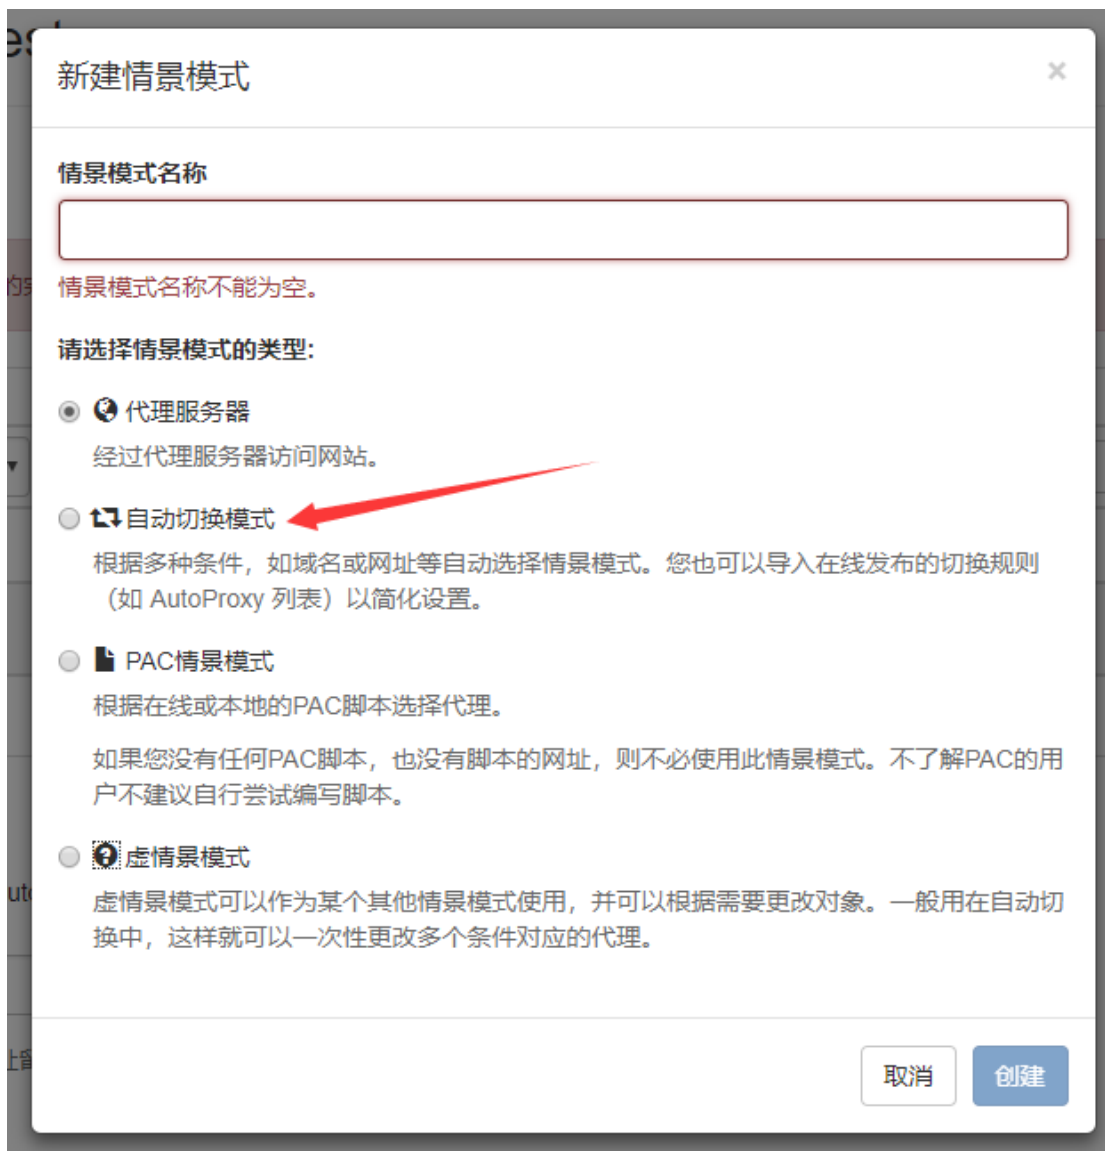 新建情景模式
×
情景模式名称
情景模式名称不能为空。
请选择情景模式的类型:
代理服务器
经过代理服务器访问网站。
自动切换模式
根据多种条件，如域名或网址等自动选择情景模式。您也可以导入在线发布的切换规则
（如 AutoProxy 列表）以简化设置。
PAC情景模式
根据在线或本地的PAC脚本选择代理。
如果您没有任何PAC脚本，也没有脚本的网址，则不必使用此情景模式。不了解PAC的用
户不建议自行尝试编写脚本。
虚情景模式
虚情景模式可以作为某个其他情景模式使用，并可以根据需要更改对象。一般用在自动切
换中，这样就可以一次性更改多个条件对应的代理。
取消
创建